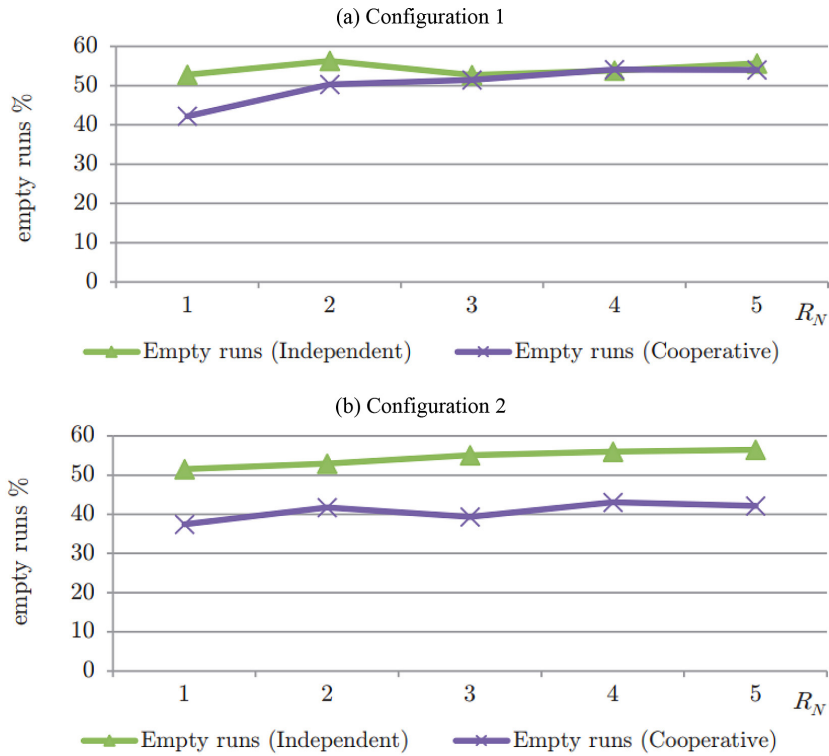 (a) Configuration 1
60
50
40
30
20
10
0
empty runs %
1 2 3 4 5 R_N
Empty runs (Independent) Empty runs (Cooperative)
(b) Configuration 2
60
50
40
30
20
10
0
empty runs %
1 2 3 4 5 R_N
Empty runs (Independent) Empty runs (Cooperative)